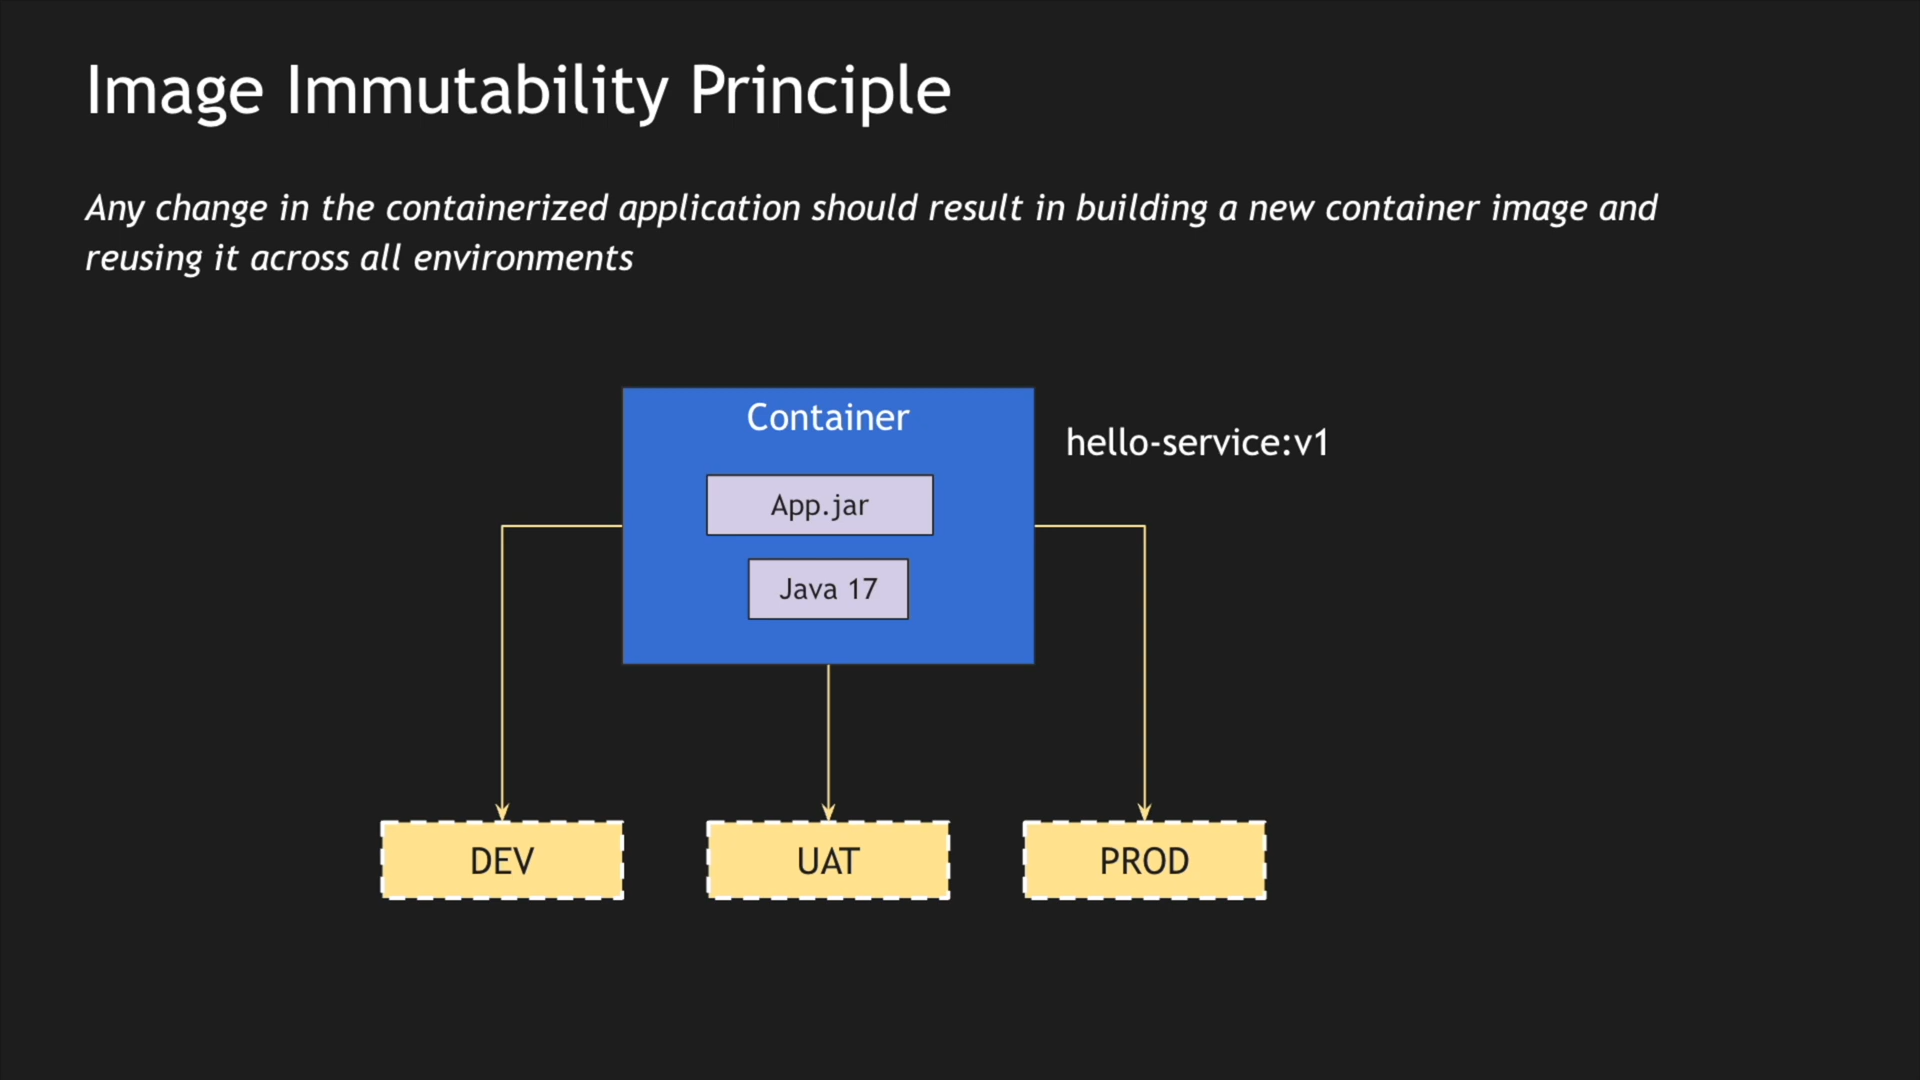 Image Immutability Principle
Any change in the containerized application should result in building a new container image and
reusing it across all environments
Container
hello-service:v1
App.jar
Java 17
DEV
UAT
PROD